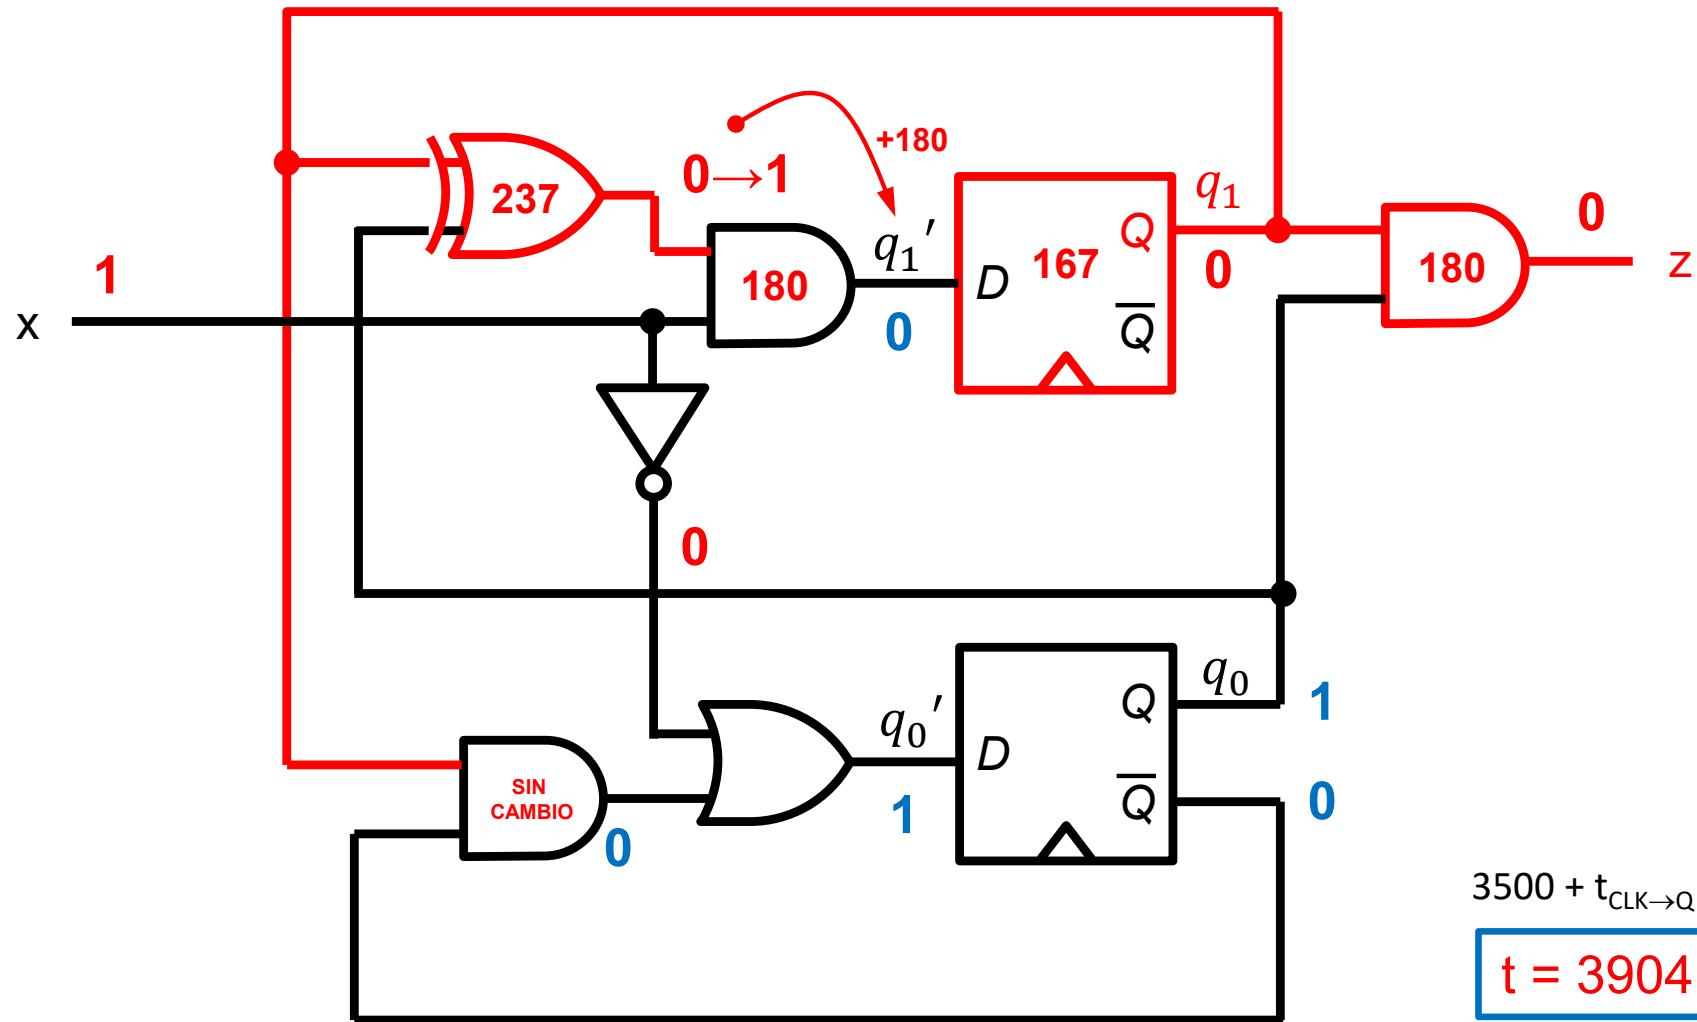 +180
0→1
237
q₁
0
q₁′
Q
167
D
180
1
180
z
x
0
Q̅
0
0
q₀
q₀′
Q
1
D
SIN
CAMBIO
Q̅
0
1
0
3500 + t_CLK→Q
t = 3904